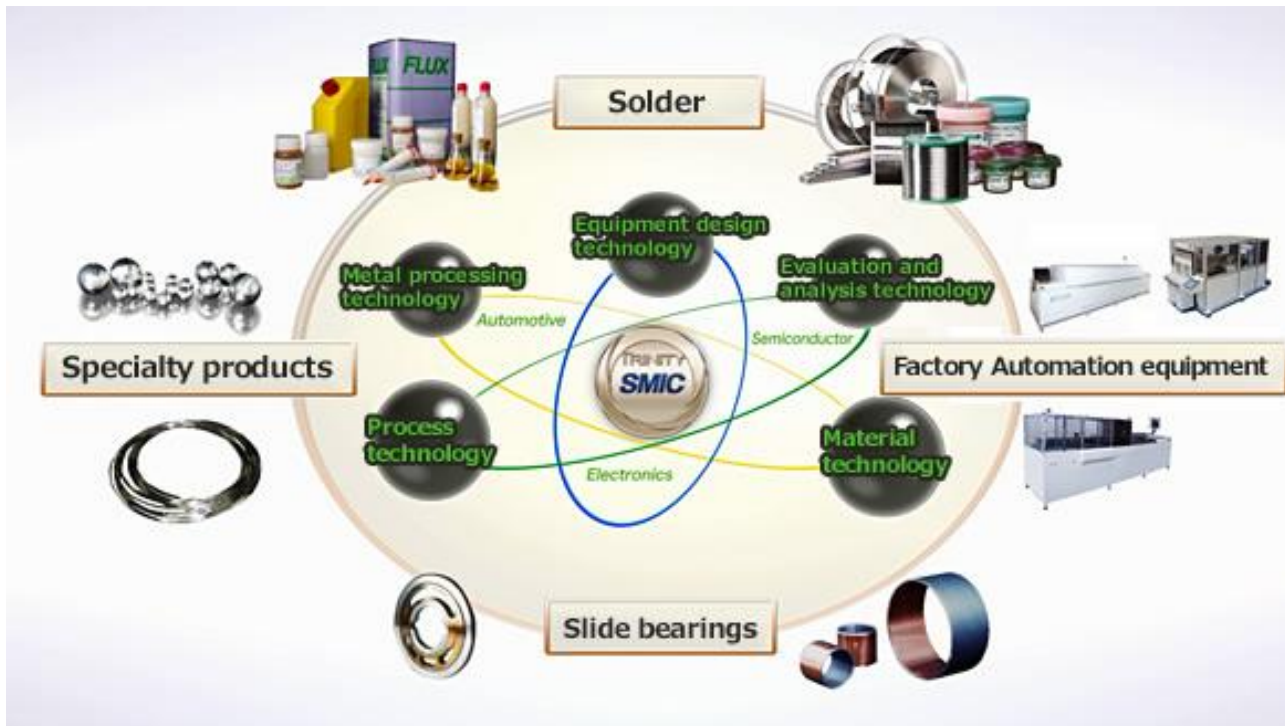 FLUX
FLUX
Solder
Equipment design
technology
Metal processing
technology
Evaluation and
analysis technology
Automotive
Semiconductor
TRINITY
SMIC
Specialty products
Factory Automation equipment
Process
technology
Material
technology
Electronics
Slide bearings